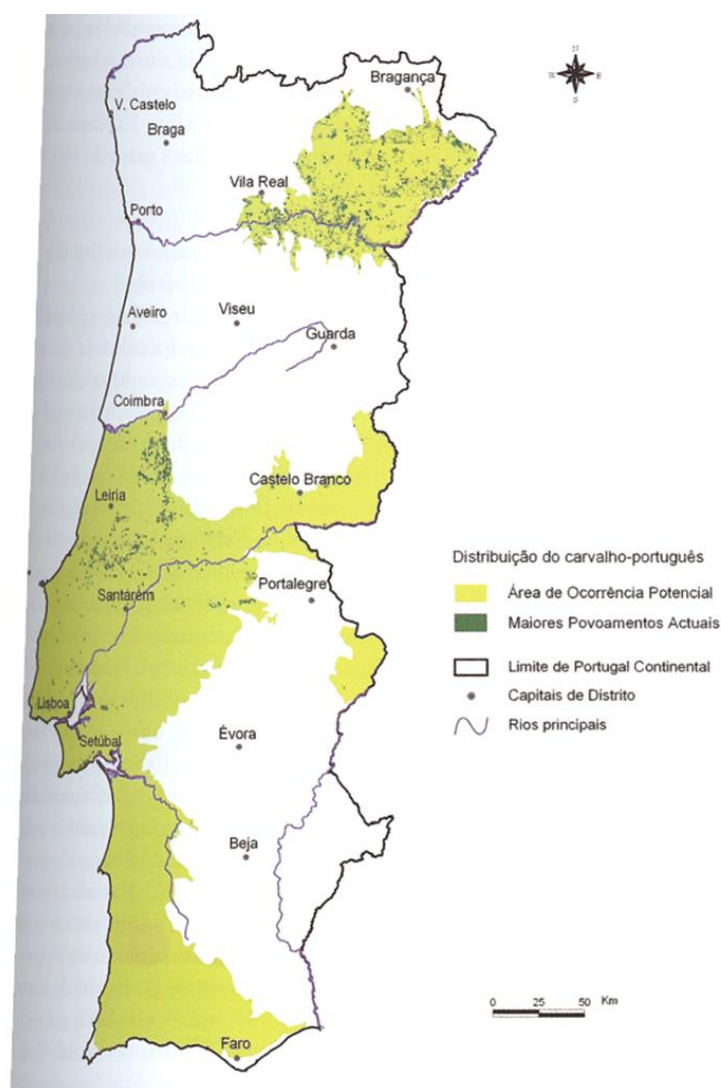 N
W
E
S
Bragança
V. Castelo
Braga
Vila Real
Porto
Aveiro
Viseu
Guarda
Coimbra
Castelo Branco
Leiria
Portalegre
Santarém
Lisboa
Setúbal
Évora
Beja
Faro
Distribuição do carvalho-português
Área de Ocorrência Potencial
Maiores Povoamentos Actuais
Limite de Portugal Continental
Capitais de Distrito
Rios principais
0 25 50 Km